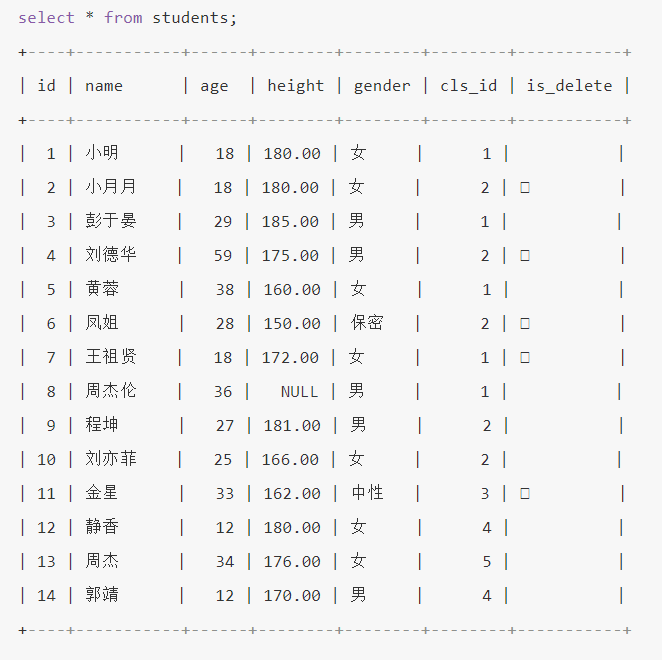 select * from students;
+----+-----------+------+--------+--------+--------+-----------+
| id | name | age | height | gender | cls_id | is_delete |
+----+-----------+------+--------+--------+--------+-----------+
| 1 | 小明 | 18 | 180.00 | 女 | 1 | |
| 2 | 小月月 | 18 | 180.00 | 女 | 2 | □ |
| 3 | 彭于晏 | 29 | 185.00 | 男 | 1 | |
| 4 | 刘德华 | 59 | 175.00 | 男 | 2 | □ |
| 5 | 黄蓉 | 38 | 160.00 | 女 | 1 | |
| 6 | 凤姐 | 28 | 150.00 | 保密 | 2 | □ |
| 7 | 王祖贤 | 18 | 172.00 | 女 | 1 | □ |
| 8 | 周杰伦 | 36 | NULL | 男 | 1 | |
| 9 | 程坤 | 27 | 181.00 | 男 | 2 | |
| 10 | 刘亦菲 | 25 | 166.00 | 女 | 2 | |
| 11 | 金星 | 33 | 162.00 | 中性 | 3 | □ |
| 12 | 静香 | 12 | 180.00 | 女 | 4 | |
| 13 | 周杰 | 34 | 176.00 | 女 | 5 | |
| 14 | 郭靖 | 12 | 170.00 | 男 | 4 | |
+----+-----------+------+--------+--------+--------+-----------+